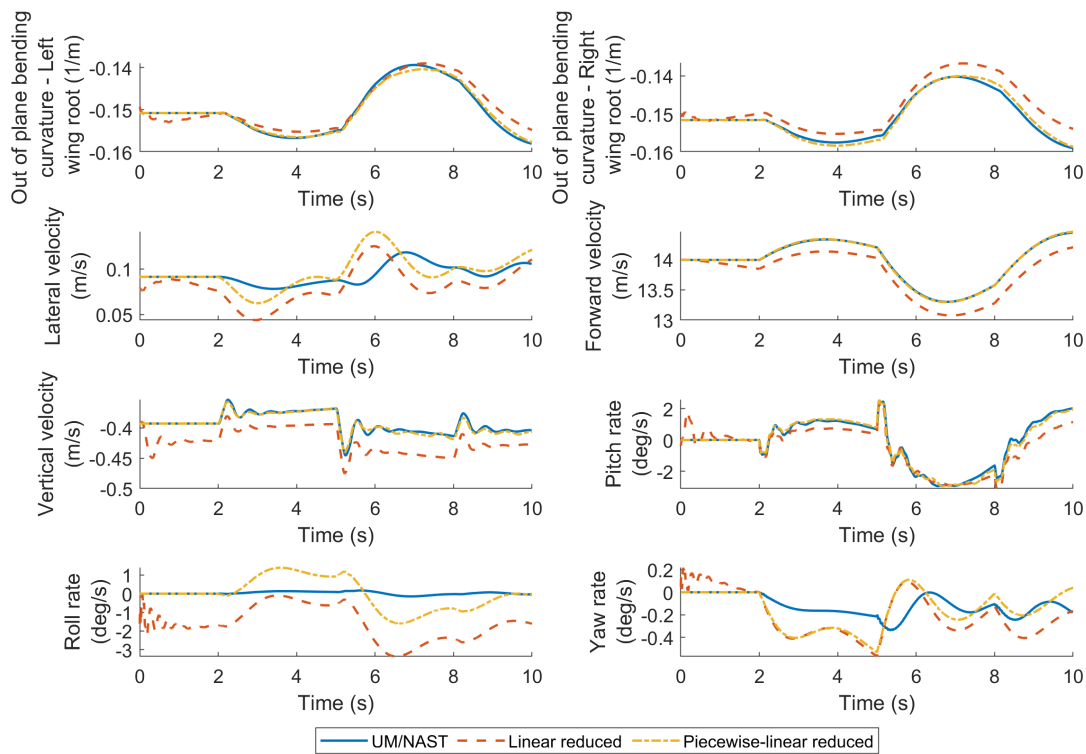 Out of plane bending
curvature - Left
wing root (1/m)
-0.14
-0.15
-0.16
0 2 4 6 8 10
Time (s)
Out of plane bending
curvature - Right
wing root (1/m)
-0.14
-0.15
-0.16
0 2 4 6 8 10
Time (s)
Lateral velocity
(m/s)
0.1
0.05
0 2 4 6 8 10
Time (s)
Forward velocity
(m/s)
14
13.5
13
0 2 4 6 8 10
Time (s)
Vertical velocity
(m/s)
-0.4
-0.45
-0.5
0 2 4 6 8 10
Time (s)
Pitch rate
(deg/s)
2
0
-2
0 2 4 6 8 10
Time (s)
Roll rate
(deg/s)
1
0
-1
-2
-3
0 2 4 6 8 10
Time (s)
Yaw rate
(deg/s)
0.2
0
-0.2
-0.4
0 2 4 6 8 10
Time (s)
UM/NAST Linear reduced Piecewise-linear reduced